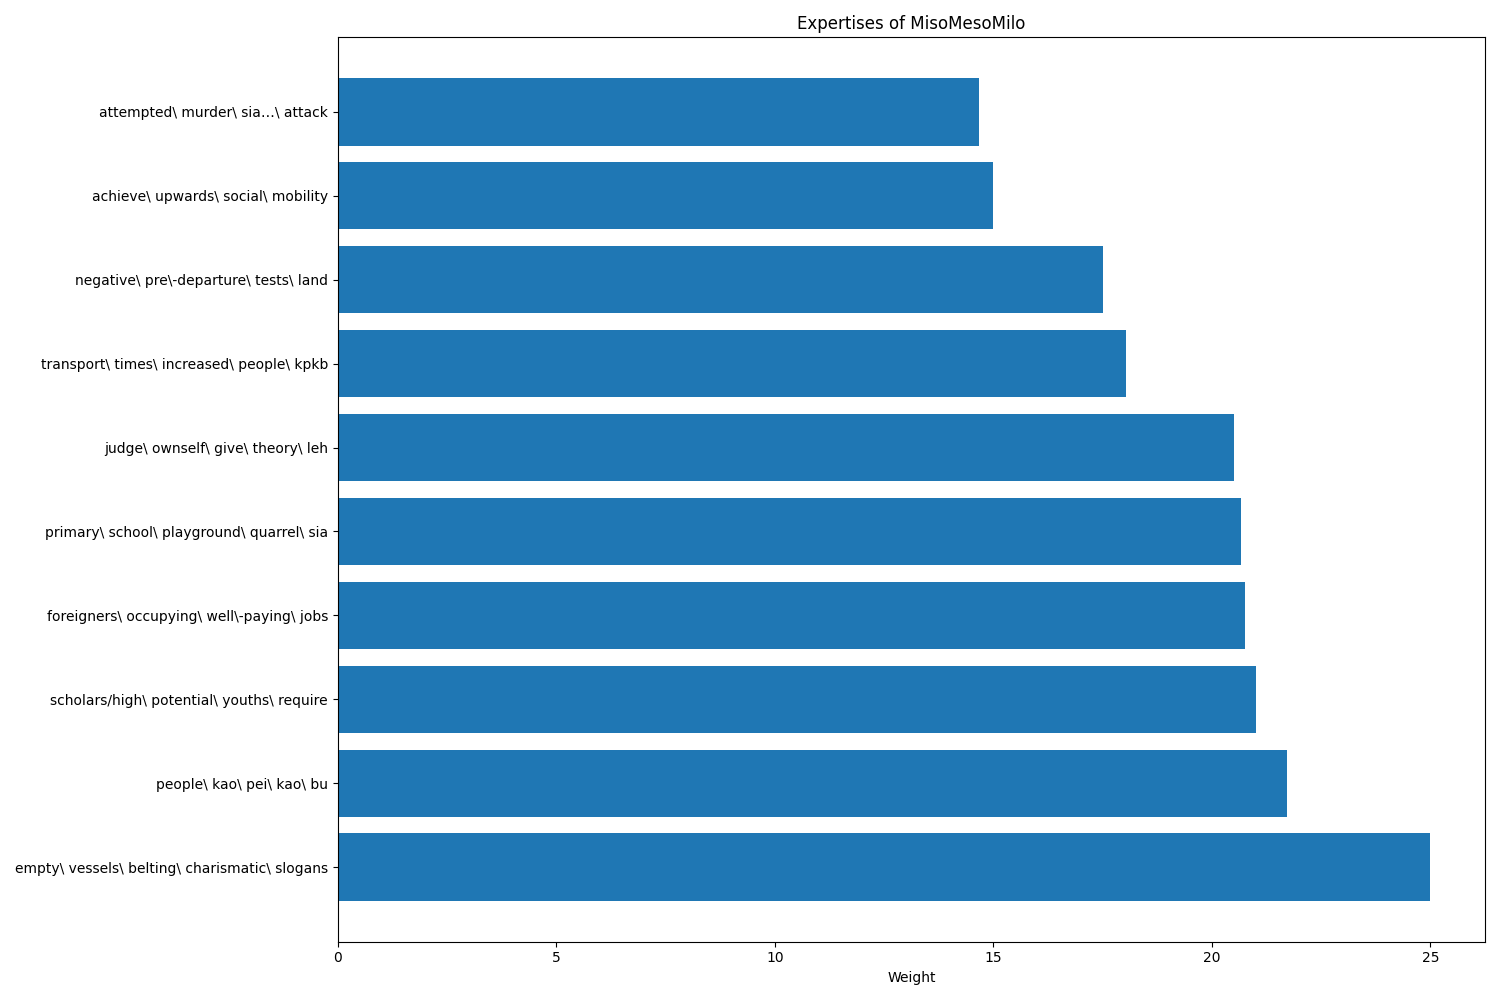 Expertises of MisoMesoMilo
attempted\ murder\ sia…\ attack
achieve\ upwards\ social\ mobility
negative\ pre\-departure\ tests\ land
transport\ times\ increased\ people\ kpkb
judge\ ownself\ give\ theory\ leh
primary\ school\ playground\ quarrel\ sia
foreigners\ occupying\ well\-paying\ jobs
scholars/high\ potential\ youths\ require
people\ kao\ pei\ kao\ bu
empty\ vessels\ belting\ charismatic\ slogans
0 5 10 15 20 25
Weight